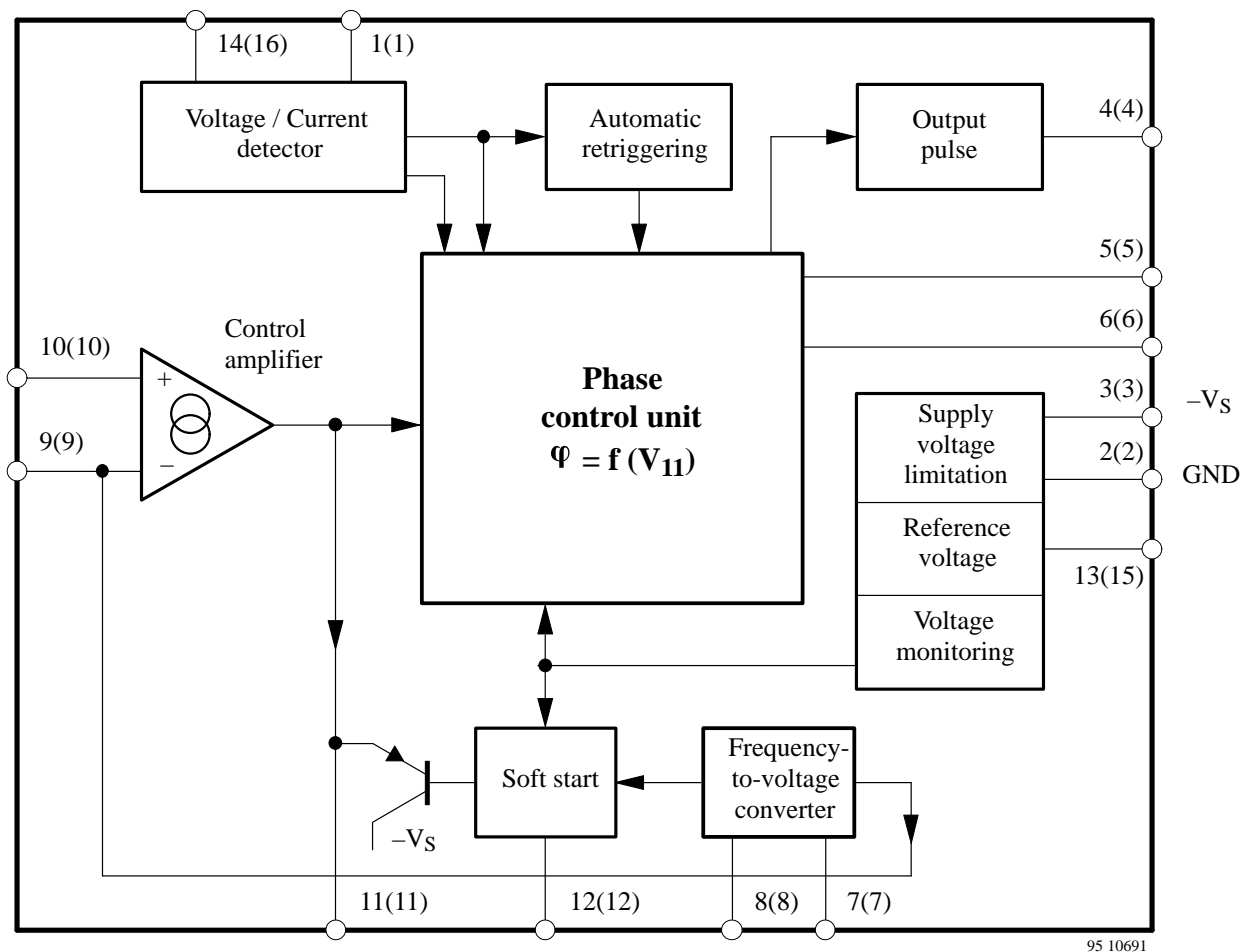 14(16)
1(1)
Voltage / Current
detector
Automatic
retriggering
Output
pulse
4(4)
5(5)
6(6)
Control
amplifier
10(10)
+
9(9)
−
Phase
control unit
φ = f (V11)
Supply
voltage
limitation
3(3)
–VS
2(2)
GND
Reference
voltage
13(15)
Voltage
monitoring
Soft start
Frequency-
to-voltage
converter
–VS
11(11)
12(12)
8(8)
7(7)
95 10691